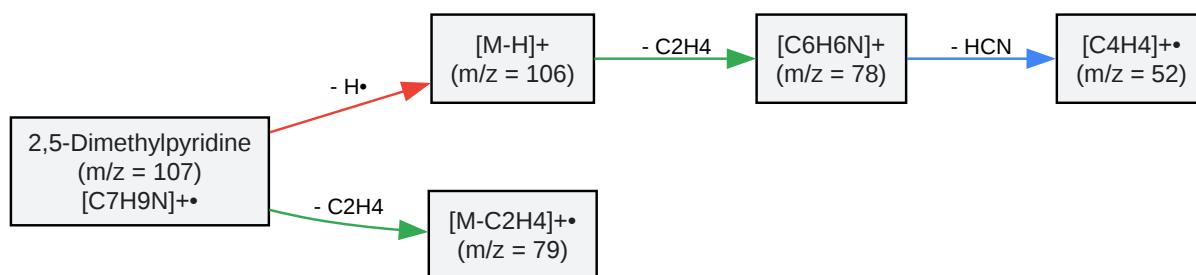 2,5-Dimethylpyridine
(m/z = 107)
[C7H9N]+•
- H•
[M-H]+
(m/z = 106)
- C2H4
[C6H6N]+
(m/z = 78)
- HCN
[C4H4]+•
(m/z = 52)
- C2H4
[M-C2H4]+•
(m/z = 79)